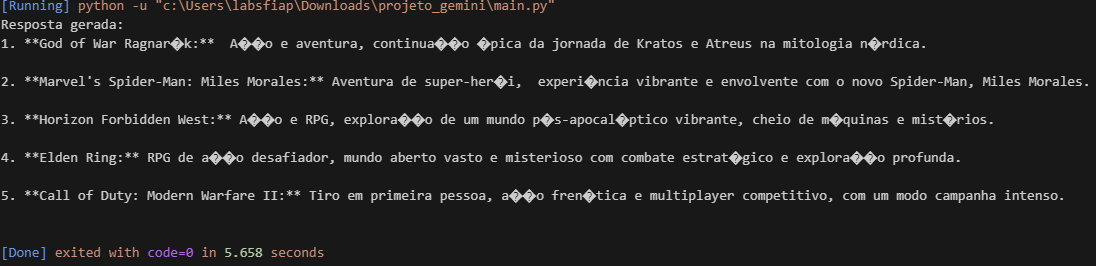 [Running] python -u "c:\Users\labsfiap\Downloads\projeto_gemini\main.py"
Resposta gerada:
1. **God of War Ragnar�k:**  A��o e aventura, continua��o �pica da jornada de Kratos e Atreus na mitologia n�rdica.
2. **Marvel's Spider-Man: Miles Morales:** Aventura de super-her�i,  experi�ncia vibrante e envolvente com o novo Spider-Man, Miles Morales.
3. **Horizon Forbidden West:** A��o e RPG, explora��o de um mundo p�s-apocal�ptico vibrante, cheio de m�quinas e mist�rios.
4. **Elden Ring:** RPG de a��o desafiador, mundo aberto vasto e misterioso com combate estrat�gico e explora��o profunda.
5. **Call of Duty: Modern Warfare II:** Tiro em primeira pessoa, a��o fren�tica e multiplayer competitivo, com um modo campanha intenso.
[Done] exited with code=0 in 5.658 seconds